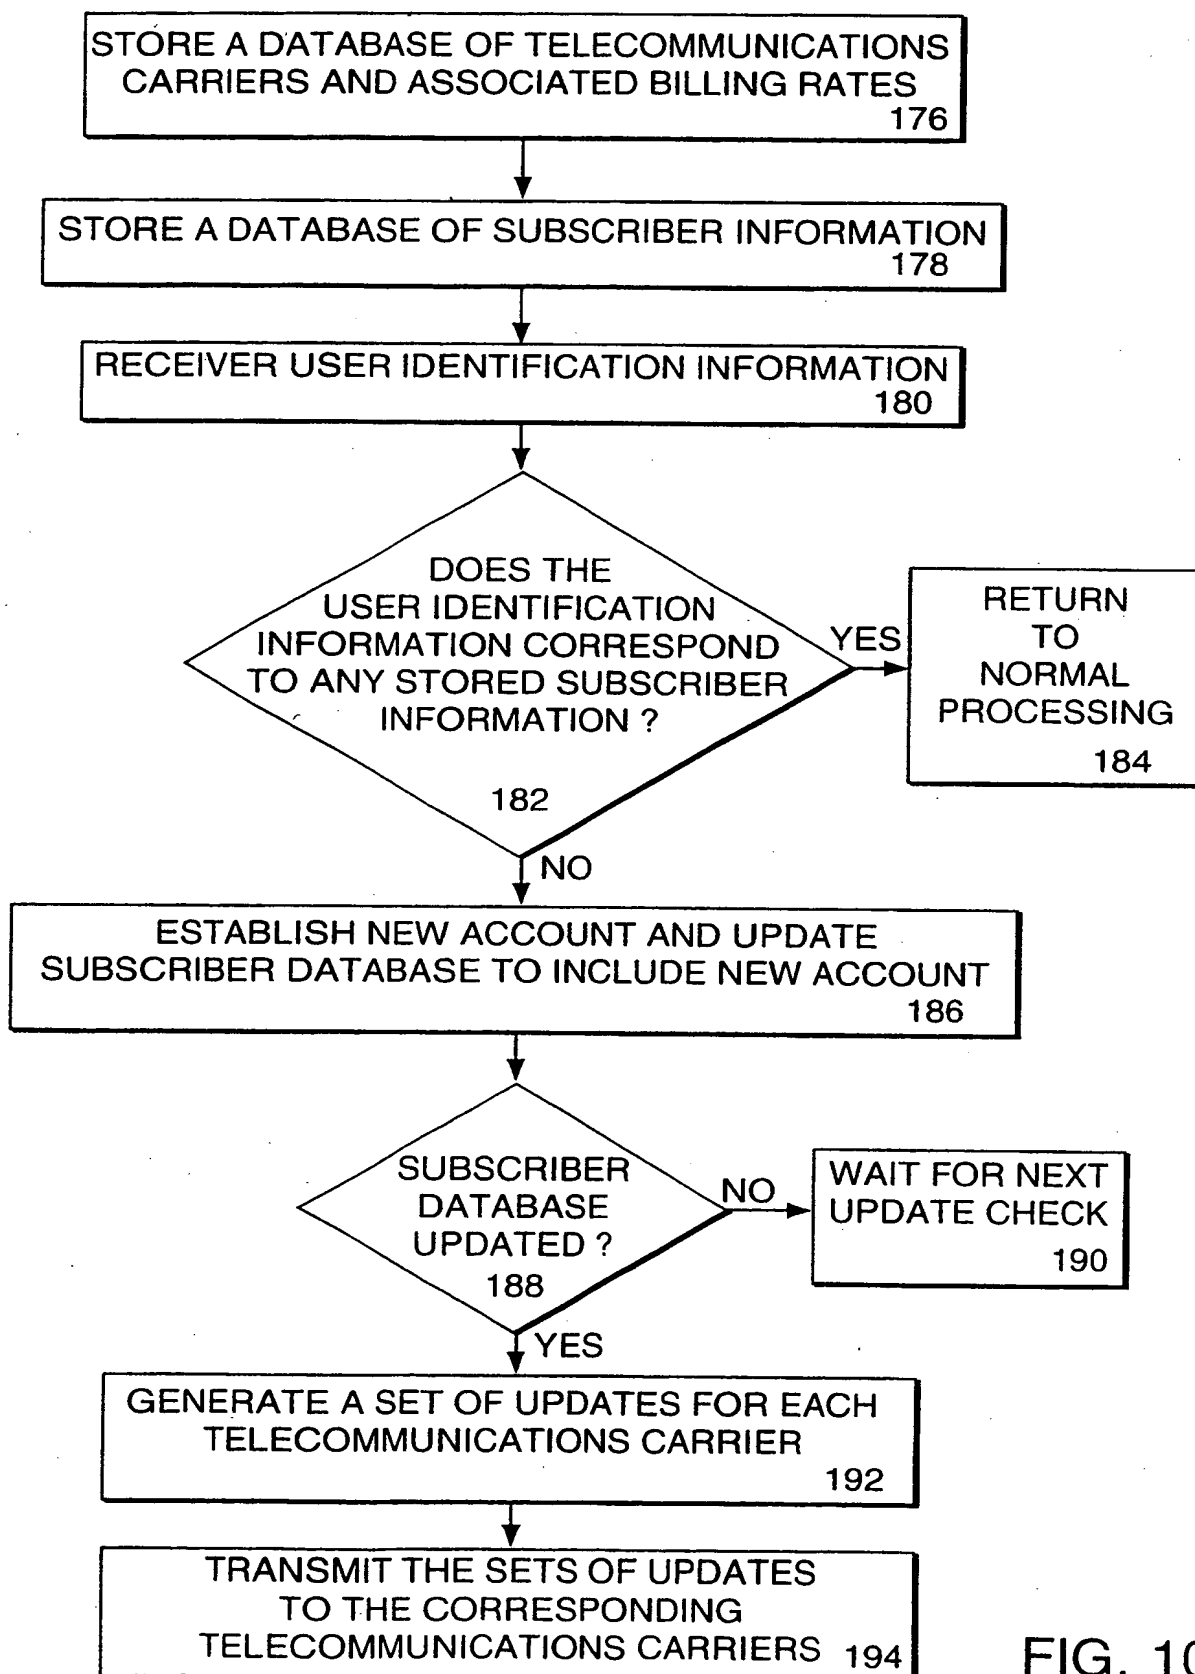 STORE A DATABASE OF TELECOMMUNICATIONS
CARRIERS AND ASSOCIATED BILLING RATES
176
STORE A DATABASE OF SUBSCRIBER INFORMATION
178
RECEIVER USER IDENTIFICATION INFORMATION
180
DOES THE
USER IDENTIFICATION
INFORMATION CORRESPOND
TO ANY STORED SUBSCRIBER
INFORMATION ?
182
YES
RETURN
TO
NORMAL
PROCESSING
184
NO
ESTABLISH NEW ACCOUNT AND UPDATE
SUBSCRIBER DATABASE TO INCLUDE NEW ACCOUNT
186
SUBSCRIBER
DATABASE
UPDATED ?
188
NO
WAIT FOR NEXT
UPDATE CHECK
190
YES
GENERATE A SET OF UPDATES FOR EACH
TELECOMMUNICATIONS CARRIER
192
TRANSMIT THE SETS OF UPDATES
TO THE CORRESPONDING
TELECOMMUNICATIONS CARRIERS 194
FIG. 10